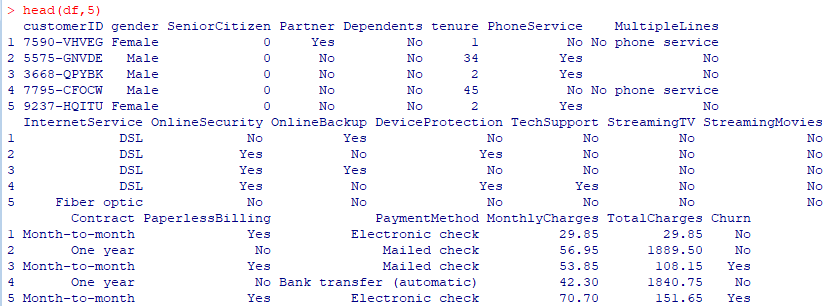 > head(df,5)
  customerID gender SeniorCitizen Partner Dependents tenure PhoneService    MultipleLines
1 7590-VHVEG Female             0     Yes         No      1           No No phone service
2 5575-GNVDE   Male             0      No         No     34          Yes               No
3 3668-QPYBK   Male             0      No         No      2          Yes               No
4 7795-CFOCW   Male             0      No         No     45           No No phone service
5 9237-HQITU Female             0      No         No      2          Yes               No
  InternetService OnlineSecurity OnlineBackup DeviceProtection TechSupport StreamingTV StreamingMovies
1             DSL             No          Yes               No          No          No              No
2             DSL            Yes           No              Yes          No          No              No
3             DSL            Yes          Yes               No          No          No              No
4             DSL            Yes           No              Yes         Yes          No              No
5     Fiber optic             No           No               No          No          No              No
        Contract PaperlessBilling             PaymentMethod MonthlyCharges TotalCharges Churn
1 Month-to-month              Yes          Electronic check          29.85        29.85    No
2       One year               No              Mailed check          56.95      1889.50    No
3 Month-to-month              Yes              Mailed check          53.85       108.15   Yes
4       One year               No Bank transfer (automatic)          42.30      1840.75    No
5 Month-to-month              Yes          Electronic check          70.70       151.65   Yes